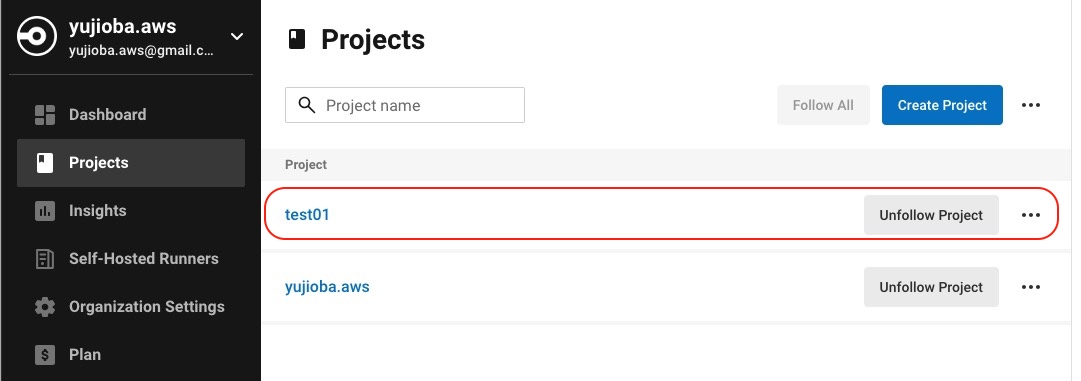 yujioba.aws
yujioba.aws@gmail.c...
Dashboard
Projects
Insights
Self-Hosted Runners
Organization Settings
Plan
Projects
Project name
Follow All
Create Project
Project
test01
Unfollow Project
yujioba.aws
Unfollow Project